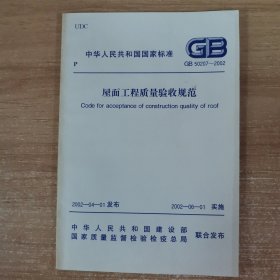 UDC
中华人民共和国国家标准
GB
P
GB 50207—2002
屋面工程质量验收规范
Code for acceptance of construction quality of roof
2002—04—01 发布
2002—06—01 实施
中华人民共和国建设部
国家质量监督检验检疫总局
联合发布